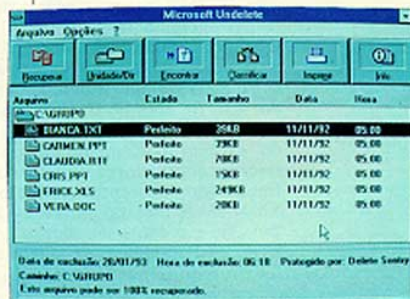 Microsoft Undelete
Arquivo Opções ?
Recuperar Unidade/Dir Encontrar Classificar Imprimir Info
Arquivo Estado Tamanho Data Hora
C:\GRUPO
BIANCA.TXT Perfeito 39KB 11/11/92 05:00
CARMEN.PPT Perfeito 39KB 11/11/92 05:00
CLAUDIA.RTF Perfeito 70KB 11/11/92 05:00
CRIS.PPT Perfeito 15KB 11/11/92 05:00
ERICK.XLS Perfeito 249KB 11/11/92 05:00
VERA.DOC Perfeito 20KB 11/11/92 05:00
Data de exclusão: 28/01/93 Hora de exclusão: 06:18 Protegido por: Delete Sentry
Caminho: C:\GRUPO
Este arquivo pode ser 100% recuperado.